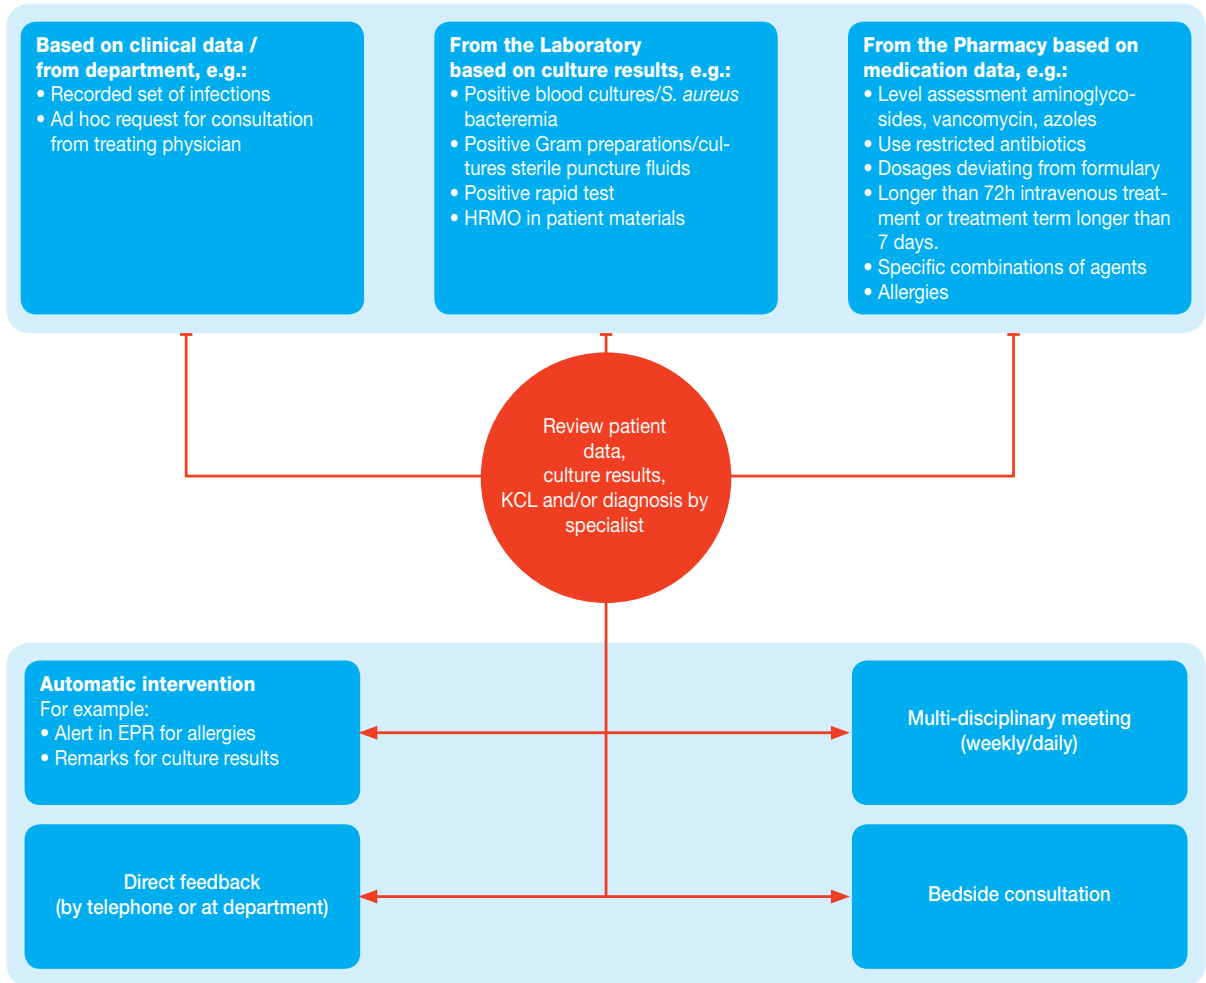 Based on clinical data /
from department, e.g.:
• Recorded set of infections
• Ad hoc request for consultation
from treating physician
From the Laboratory
based on culture results, e.g.:
• Positive blood cultures/S. aureus
bacteremia
• Positive Gram preparations/cul-
tures sterile puncture fluids
• Positive rapid test
• HRMO in patient materials
From the Pharmacy based on
medication data, e.g.:
• Level assessment aminoglyco-
sides, vancomycin, azoles
• Use restricted antibiotics
• Dosages deviating from formulary
• Longer than 72h intravenous treat-
ment or treatment term longer than
7 days.
• Specific combinations of agents
• Allergies
Review patient
data,
culture results,
KCL and/or diagnosis by
specialist
Automatic intervention
For example:
• Alert in EPR for allergies
• Remarks for culture results
Multi-disciplinary meeting
(weekly/daily)
Direct feedback
(by telephone or at department)
Bedside consultation